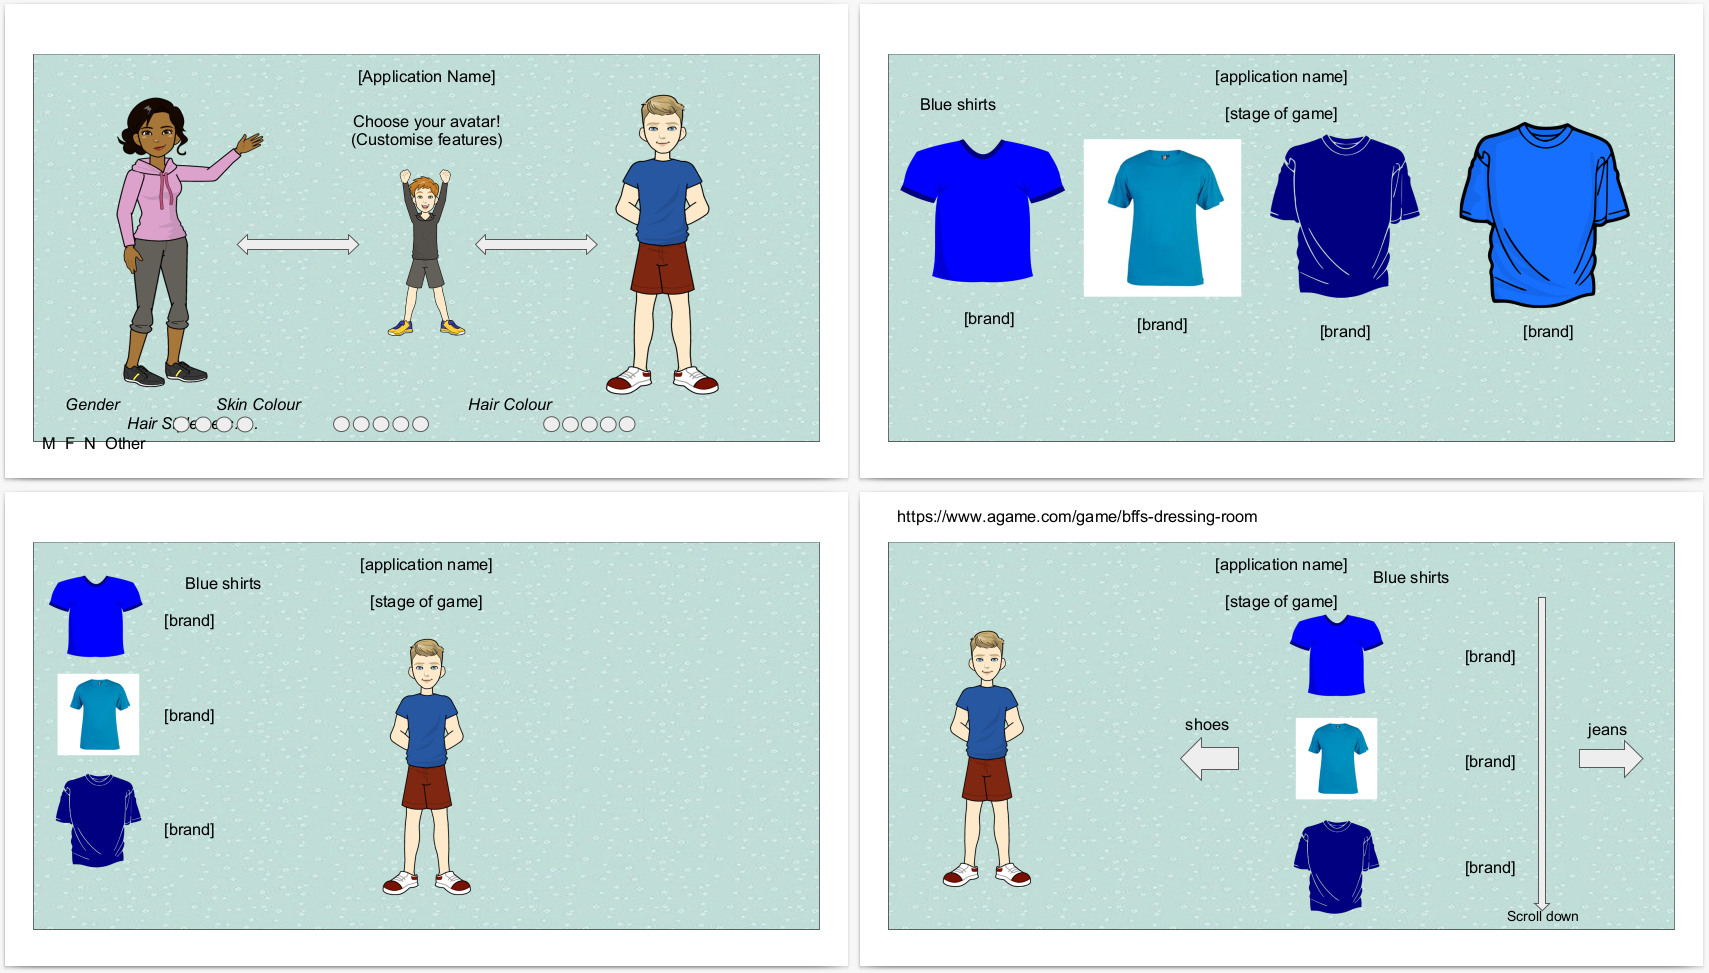 [Application Name]
Choose your avatar!
(Customise features)
Gender
Skin Colour
Hair Colour
Hair
M F N Other
[application name]
Blue shirts
[stage of game]
[brand]
[brand]
[brand]
[brand]
[application name]
Blue shirts
[stage of game]
[brand]
[brand]
[brand]
https://www.agame.com/game/bffs-dressing-room
[application name]
Blue shirts
[stage of game]
[brand]
shoes
jeans
[brand]
[brand]
Scroll down